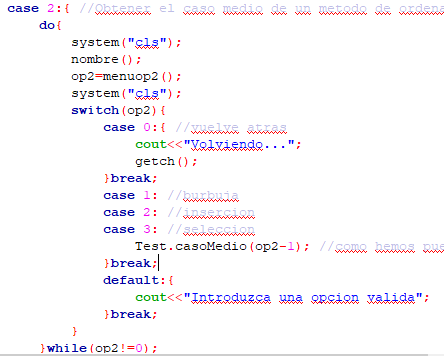 case 2:{ //Obtener el caso medio de un metodo de ordena
do{
system("cls");
nombre();
op2=menuop2();
system("cls");
switch(op2){
case 0:{ //vuelve atras
cout<<"Volviendo...";
getch();
}break;
case 1: //burbuja
case 2: //insercion
case 3: //seleccion
Test.casoMedio(op2-1); //como hemos pue
}break;
default:{
cout<<"Introduzca una opcion valida";
}break;
}
}while(op2!=0);